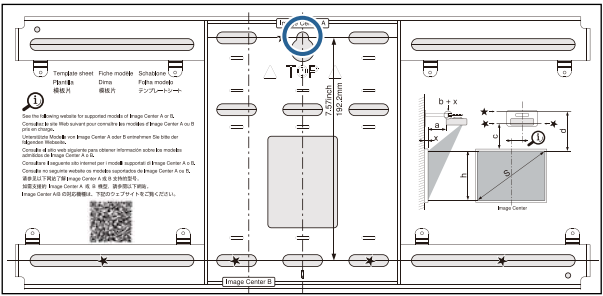 Image Center A
Template sheet Fiche modèle Schablone
Plantilla Dima Folha modelo
模板片 模板片 テンプレートシート
See the following website for supported models of Image Center A or B.
Consultez le site Web suivant pour connaître les modèles d'Image Center A ou B
pris en charge.
Unterstützte Modelle von Image Center A oder B entnehmen Sie bitte der
folgenden Webseite.
Consulte el sitio web siguiente para obtener información sobre los modelos
admitidos de Image Center A o B.
Consultare il seguente sito internet per i modelli supportati di Image Center A o B.
Consulte no seguinte website os modelos suportados de Image Center A ou B.
请参见以下网站了解 Image Center A 或 B 支持的型号。
如需支援的 Image Center A 或 B 機型，請參閱以下網站。
Image Center A/Bの対応機種は、下記のウェブサイトをご覧ください。
7.57inch
192.2mm
b + x
a
x
c
d
h
S
Image Center
Image Center B